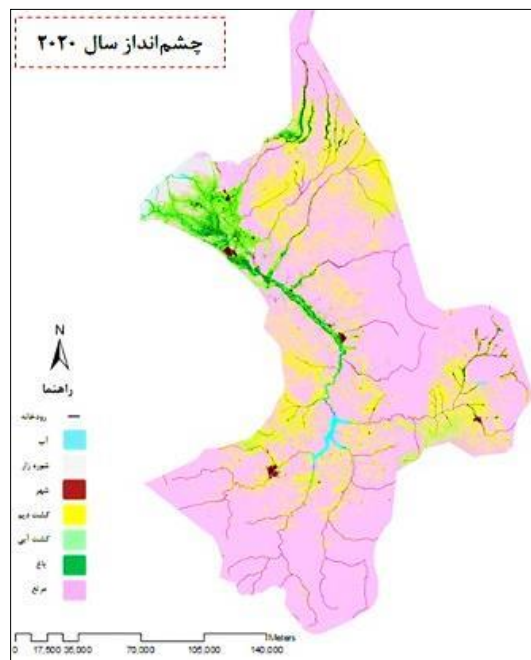 چشم‌انداز سال ۲۰۲۰
N
راهنما
رودخانه
آب
شوره زار
شهر
کشت دیم
کشت آبی
باغ
مرتع
Meters
0 17,500 35,000 70,000 105,000 140,000